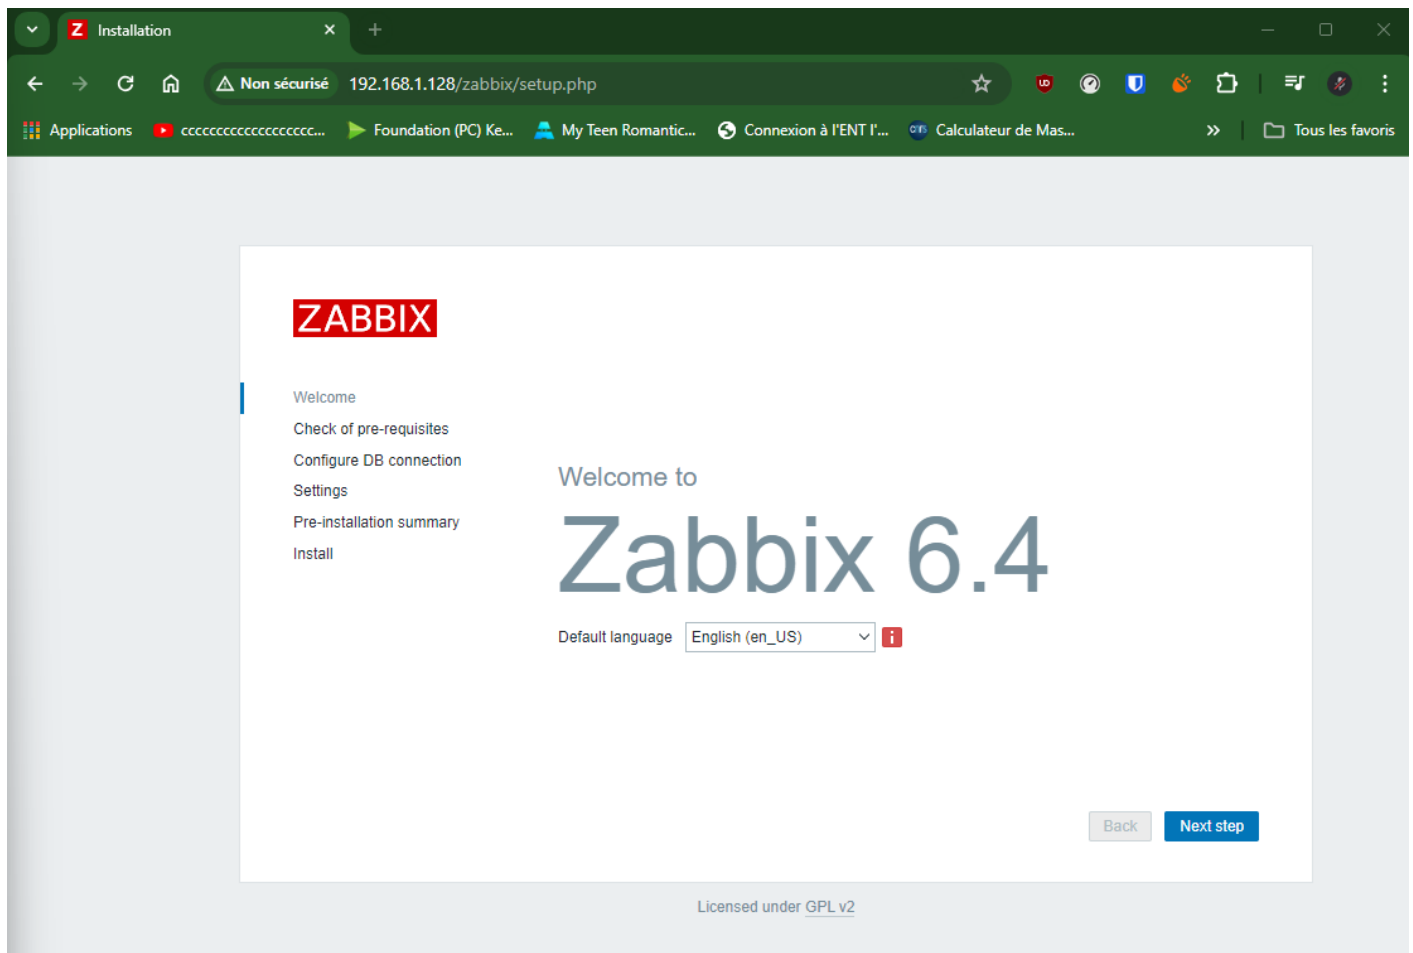 Z Installation
Non sécurisé 192.168.1.128/zabbix/setup.php
Applications cccccccccccccccccc... Foundation (PC) Ke... My Teen Romantic... Connexion à l'ENT l'... Calculateur de Mas... » Tous les favoris
ZABBIX
Welcome
Check of pre-requisites
Configure DB connection
Settings
Pre-installation summary
Install
Welcome to
Zabbix 6.4
Default language English (en_US) i
Back Next step
Licensed under GPL v2